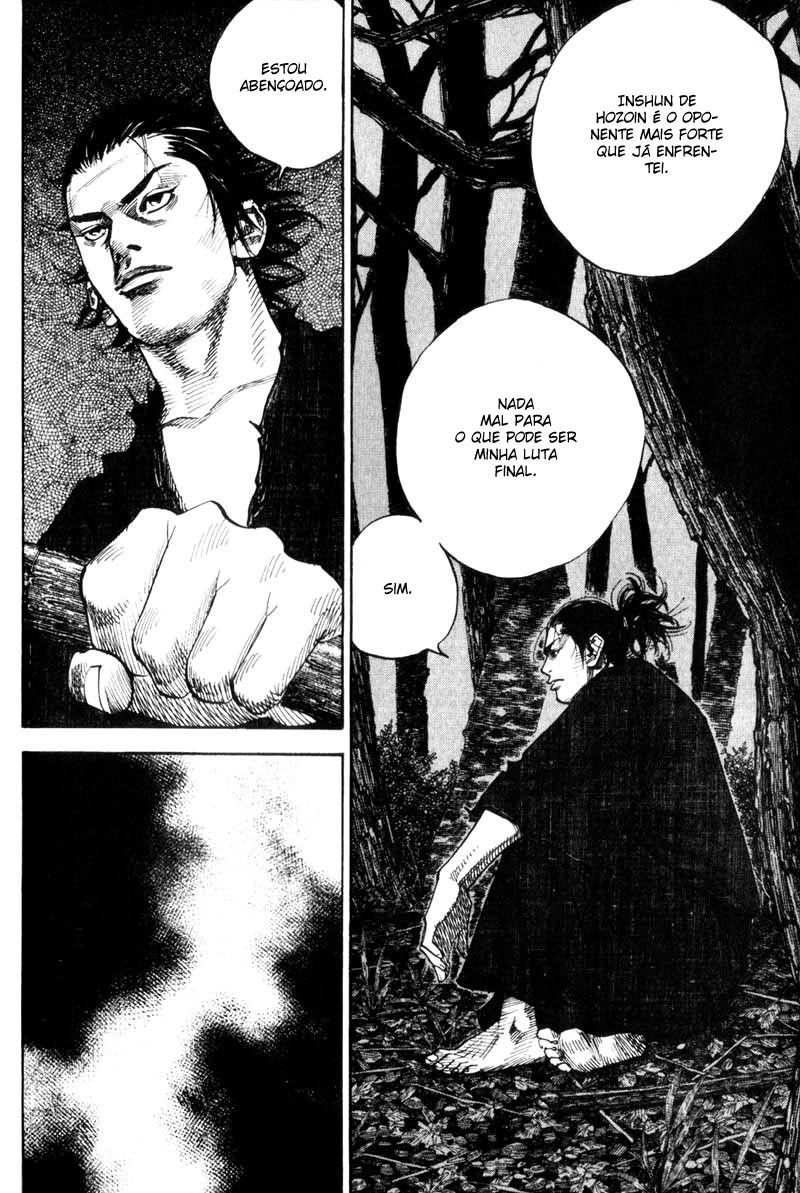 INSHUN DE
HOZOIN É O OPO-
NENTE MAIS FORTE
QUE JÁ ENFREN-
TEI.
NADA
MAL PARA
O QUE PODE SER
MINHA LUTA
FINAL.
SIM.
ESTOU
ABENÇOADO.